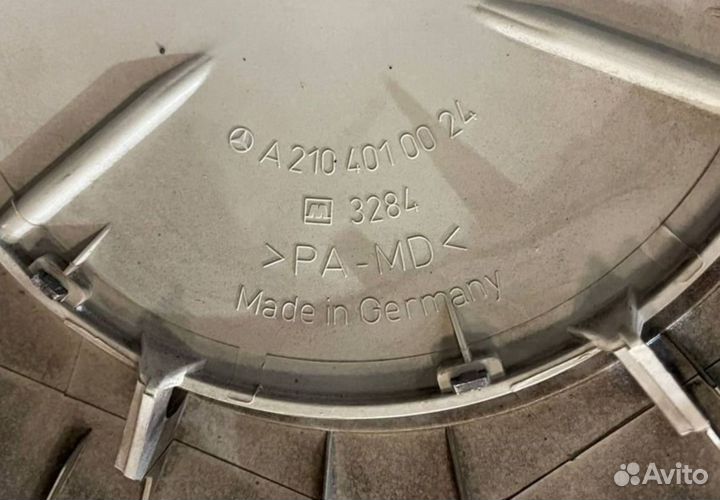 A 210 401 00 24
M 3284
>PA-MD<
Made in Germany
Avito